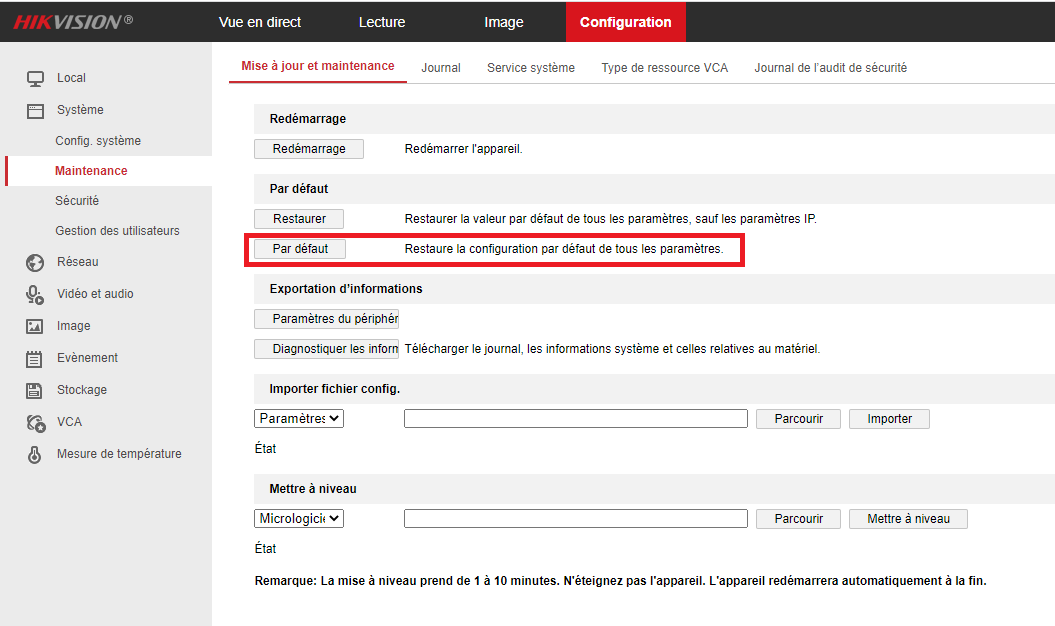 HIKVISION®
Vue en direct Lecture Image Configuration
Local
Système
Config. système
Maintenance
Sécurité
Gestion des utilisateurs
Réseau
Vidéo et audio
Image
Evènement
Stockage
VCA
Mesure de température
Mise à jour et maintenance Journal Service système Type de ressource VCA Journal de l'audit de sécurité
Redémarrage
Redémarrage Redémarrer l'appareil.
Par défaut
Restaurer Restaurer la valeur par défaut de tous les paramètres, sauf les paramètres IP.
Par défaut Restaure la configuration par défaut de tous les paramètres.
Exportation d'informations
Paramètres du périphér
Diagnostiquer les inform Télécharger le journal, les informations système et celles relatives au matériel.
Importer fichier config.
Paramètres Parcourir Importer
État
Mettre à niveau
Micrologicie Parcourir Mettre à niveau
État
Remarque: La mise à niveau prend de 1 à 10 minutes. N'éteignez pas l'appareil. L'appareil redémarrera automatiquement à la fin.